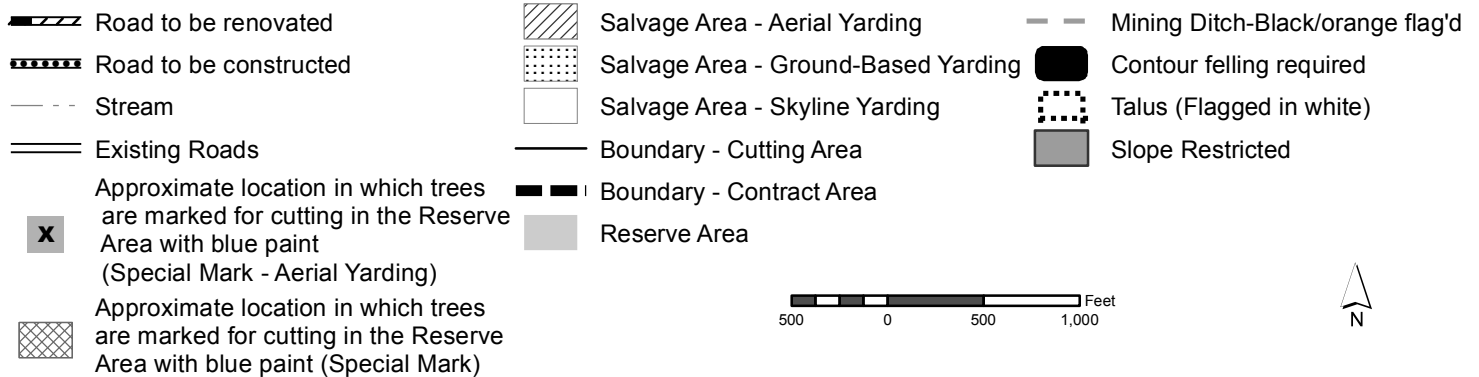 Road to be renovated
Road to be constructed
Stream
Existing Roads
Approximate location in which trees
are marked for cutting in the Reserve
Area with blue paint
(Special Mark - Aerial Yarding)
x
Approximate location in which trees
are marked for cutting in the Reserve
Area with blue paint (Special Mark)
Salvage Area - Aerial Yarding
Salvage Area - Ground-Based Yarding
Salvage Area - Skyline Yarding
Boundary - Cutting Area
Boundary - Contract Area
Reserve Area
Mining Ditch-Black/orange flag'd
Contour felling required
Talus (Flagged in white)
Slope Restricted
Feet
500 0 500 1,000
N